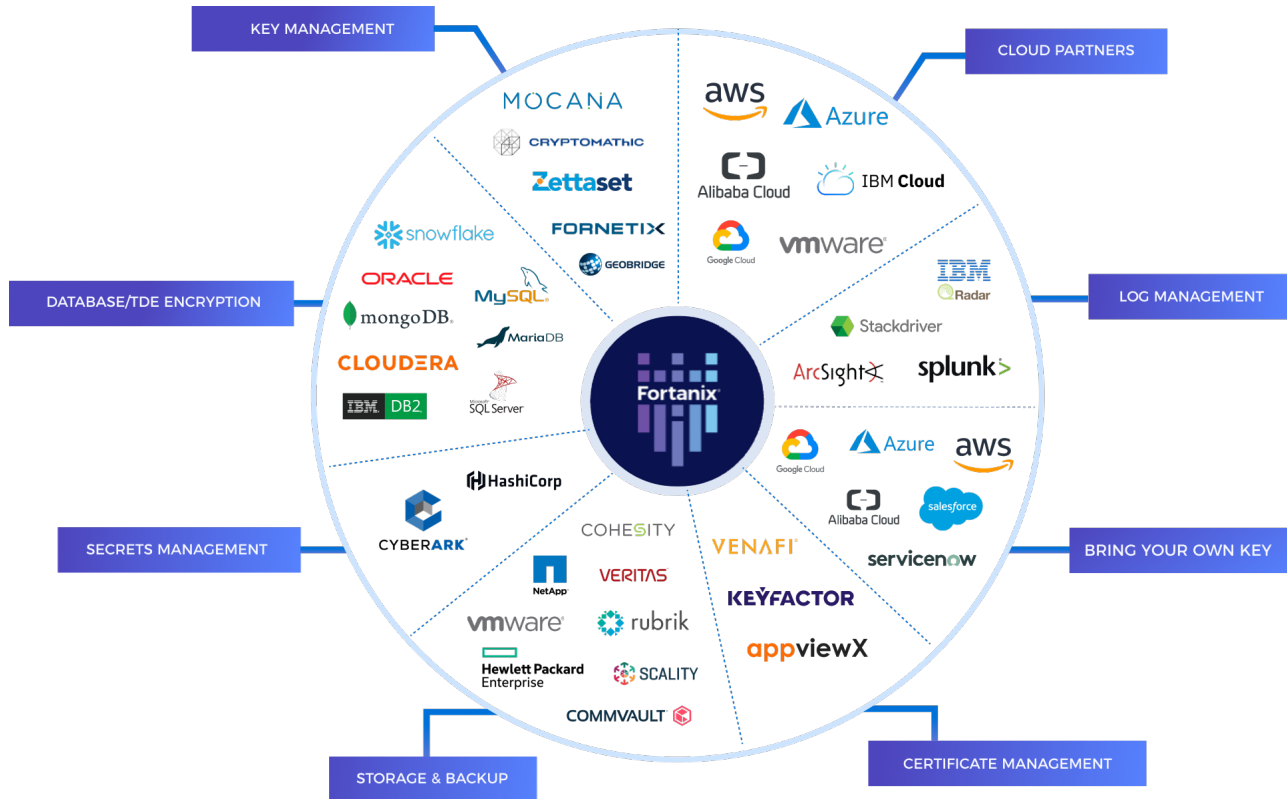 KEY MANAGEMENT
CLOUD PARTNERS
MOCANA
CRYPTOMATHIC
Zettaset
FORNETIX
GEOBRIDGE
aws
Azure
Alibaba Cloud
IBM Cloud
Google Cloud
vmware®
LOG MANAGEMENT
IBM
QRadar
Stackdriver
ArcSight
splunk>
DATABASE/TDE ENCRYPTION
snowflake
ORACLE
MySQL®
mongoDB®
MariaDB
CLOUDERA
IBM DB2
Microsoft
SQL Server
Fortanix®
BRING YOUR OWN KEY
Google Cloud
Azure
aws
Alibaba Cloud
salesforce
servicenow
SECRETS MANAGEMENT
HashiCorp
CYBERARK®
STORAGE & BACKUP
COHESITY
NetApp®
VERITAS
vmware®
rubrik
Hewlett Packard
Enterprise
SCALITY
COMMVAULT
CERTIFICATE MANAGEMENT
VENAFI®
KEYFACTOR
appviewX